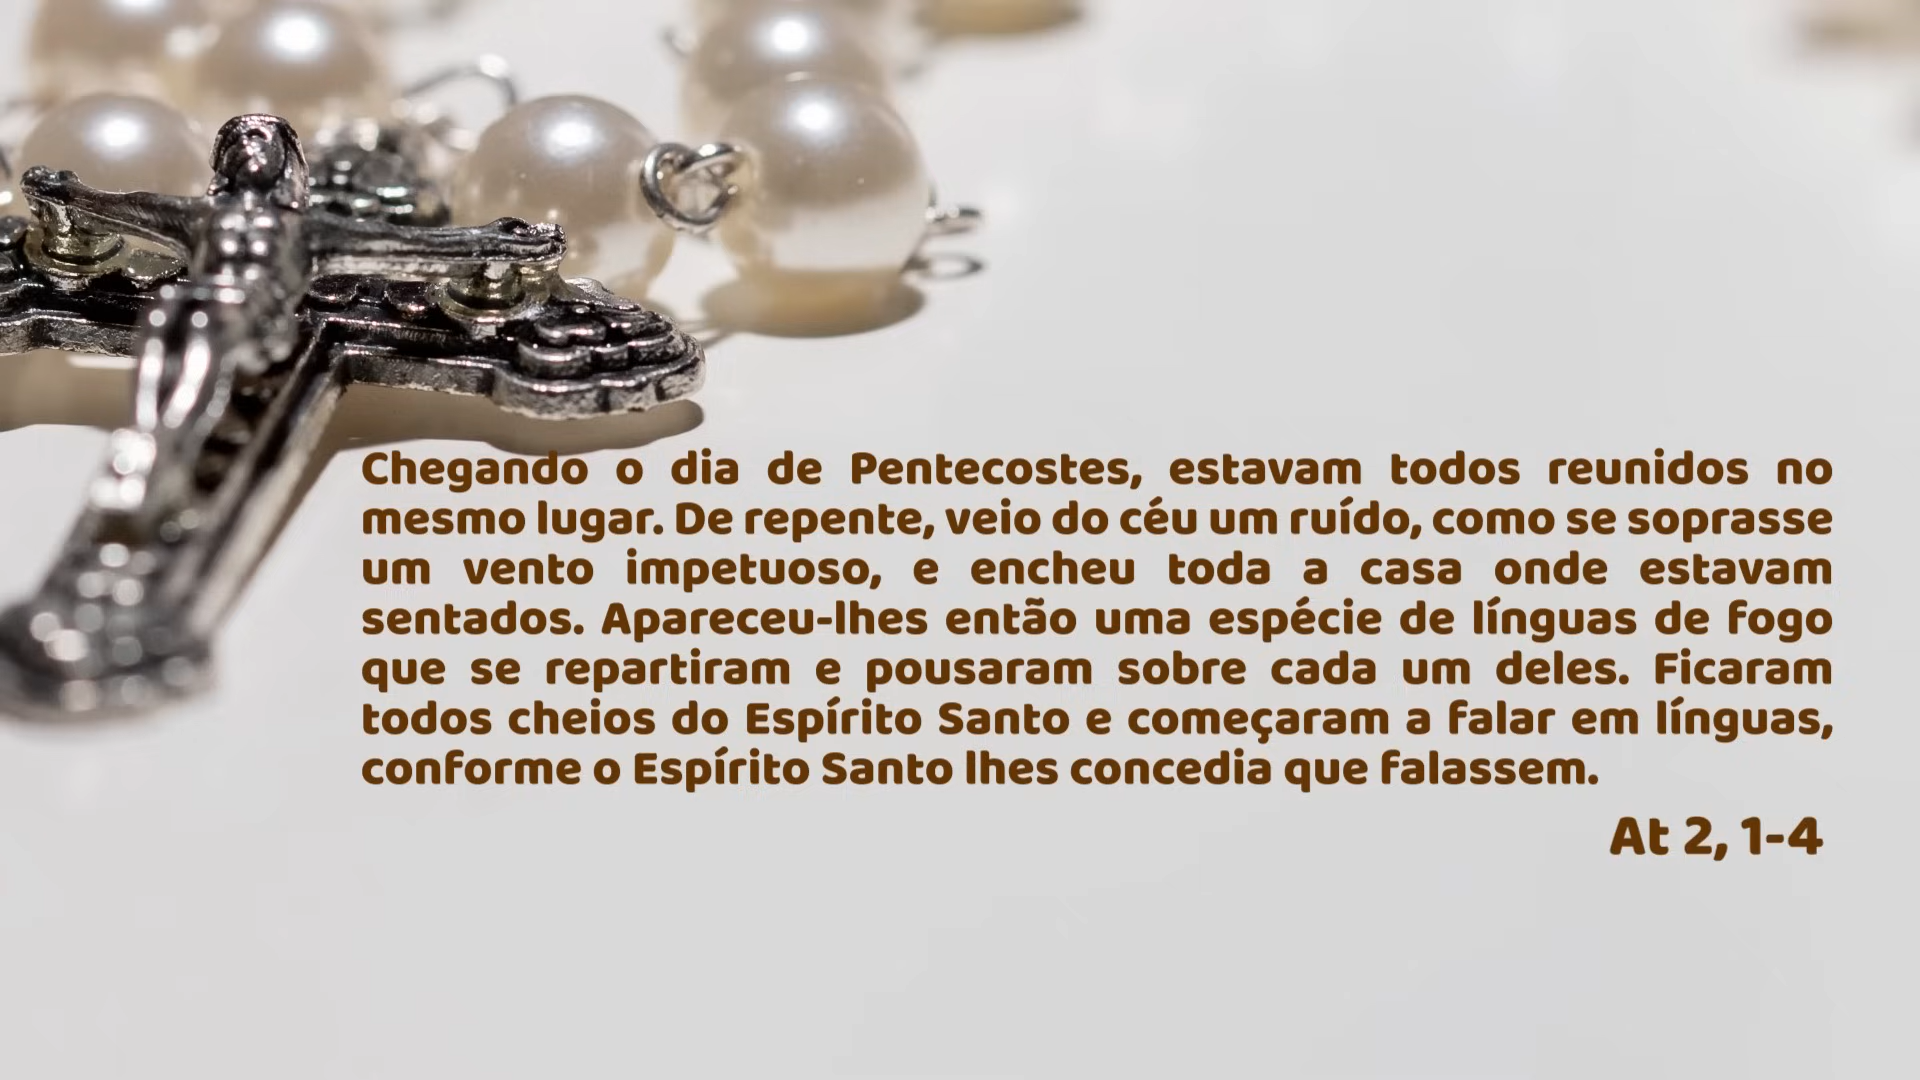 Chegando o dia de Pentecostes, estavam todos reunidos no
mesmo lugar. De repente, veio do céu um ruído, como se soprasse
um vento impetuoso, e encheu toda a casa onde estavam
sentados. Apareceu-lhes então uma espécie de línguas de fogo
que se repartiram e pousaram sobre cada um deles. Ficaram
todos cheios do Espírito Santo e começaram a falar em línguas,
conforme o Espírito Santo lhes concedia que falassem.
At 2, 1-4